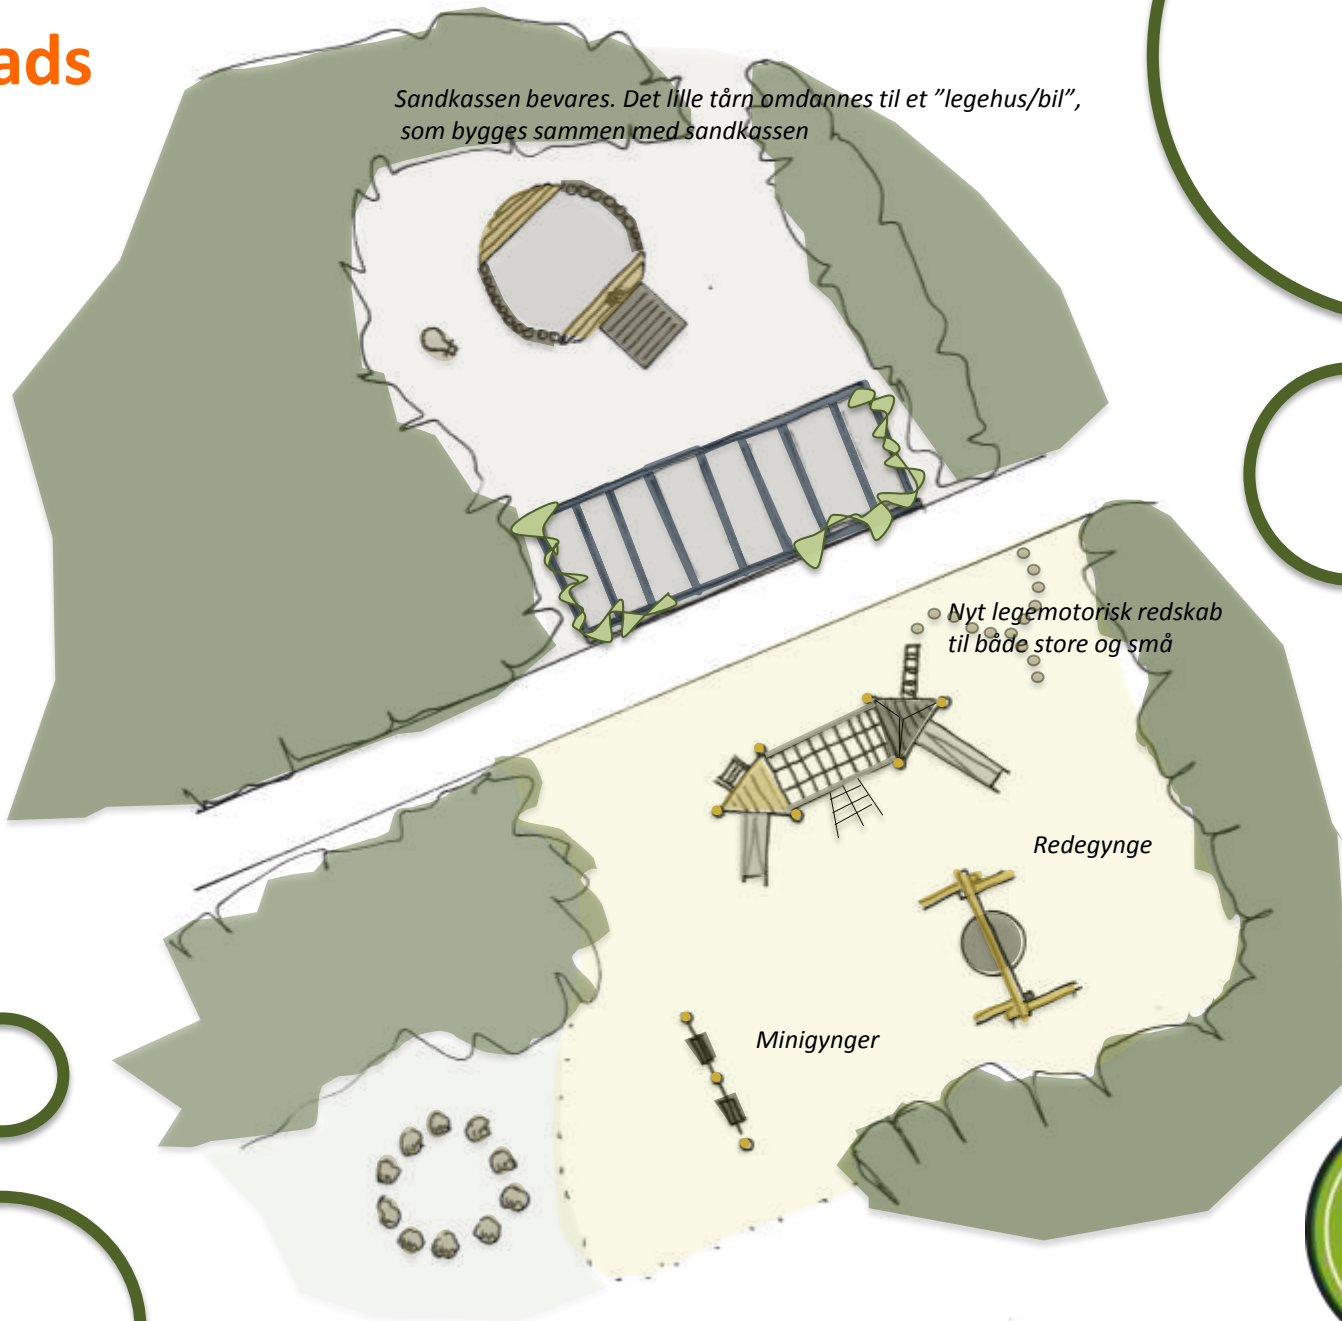 ads
Sandkassen bevares. Det lille tårn omdannes til et ”legehus/bil”,
som bygges sammen med sandkassen
Nyt legemotorisk redskab
til både store og små
Redegynge
Minigynger